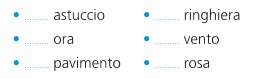 • ......... astuccio
• ......... ora
• ......... pavimento
• ......... ringhiera
• ......... vento
• ......... rosa